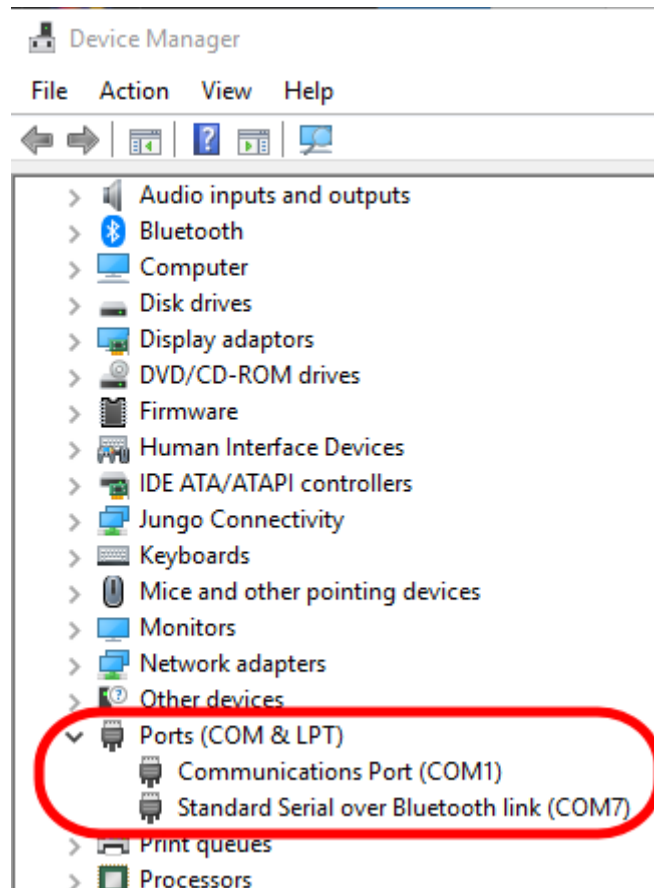 Device Manager
File Action View Help
?
Audio inputs and outputs
Bluetooth
Computer
Disk drives
Display adaptors
DVD/CD-ROM drives
Firmware
Human Interface Devices
IDE ATA/ATAPI controllers
Jungo Connectivity
Keyboards
Mice and other pointing devices
Monitors
Network adapters
Other devices
Ports (COM & LPT)
Communications Port (COM1)
Standard Serial over Bluetooth link (COM7)
Print queues
Processors